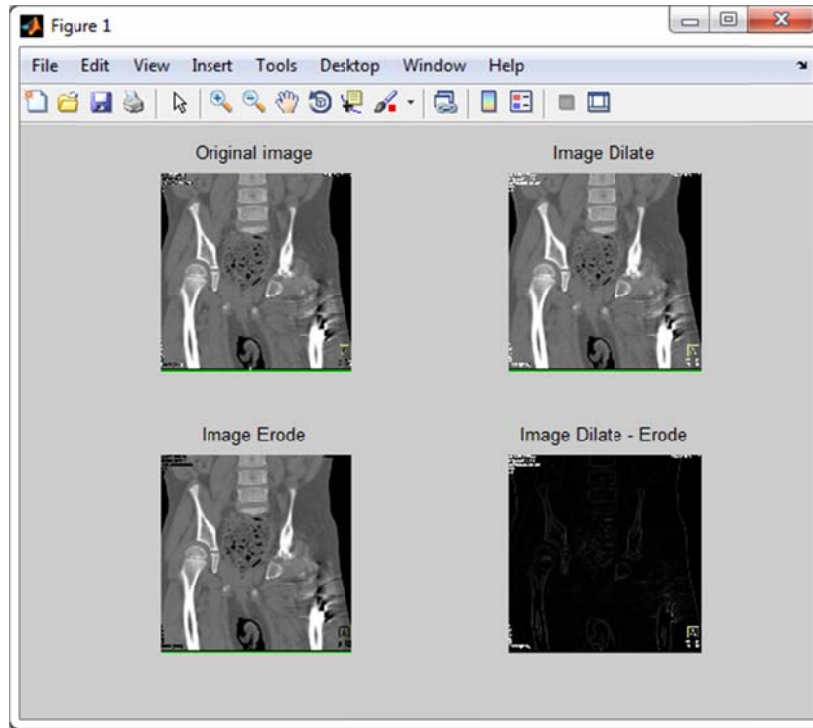 Figure 1
File Edit View Insert Tools Desktop Window Help
Original image Image Dilate
Image Erode Image Dilate - Erode